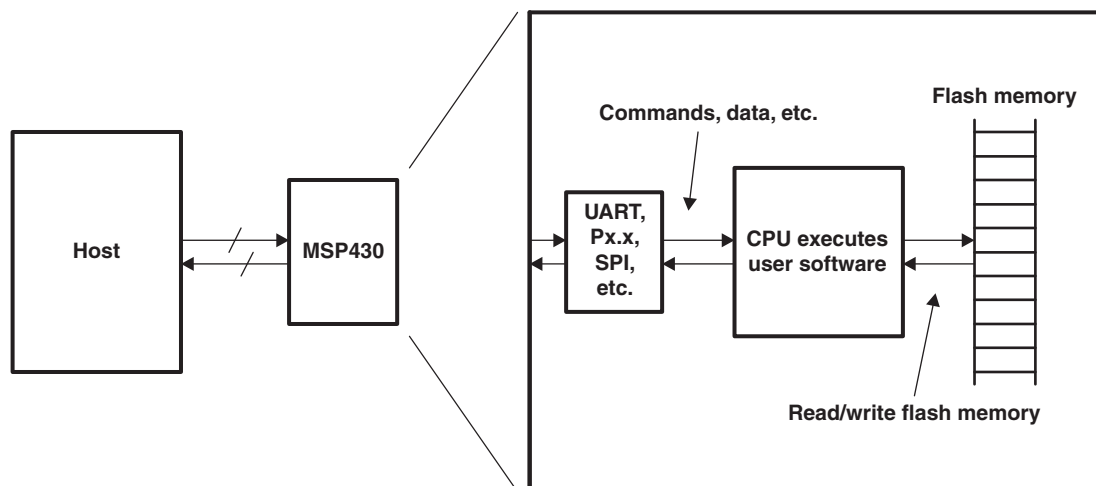 Host
MSP430
Commands, data, etc.
Flash memory
UART,
Px.x,
SPI,
etc.
CPU executes
user software
Read/write flash memory